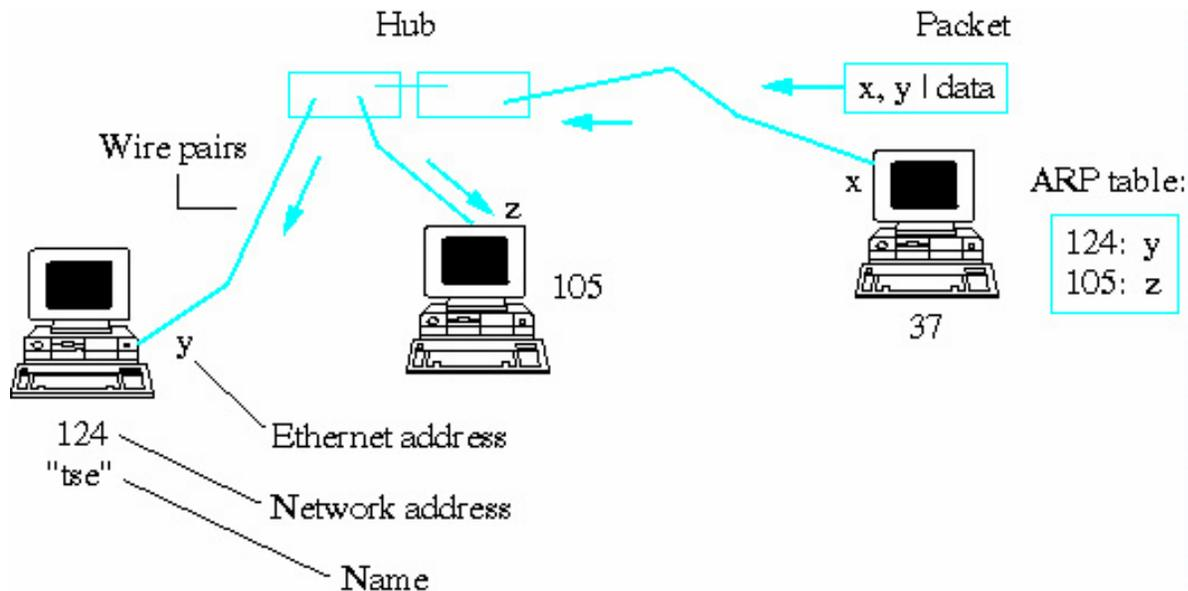 Hub
Packet
x, y | data
Wire pairs
x
ARP table:
z
124: y
105: z
105
37
y
124
Ethernet address
"tse"
Network address
Name